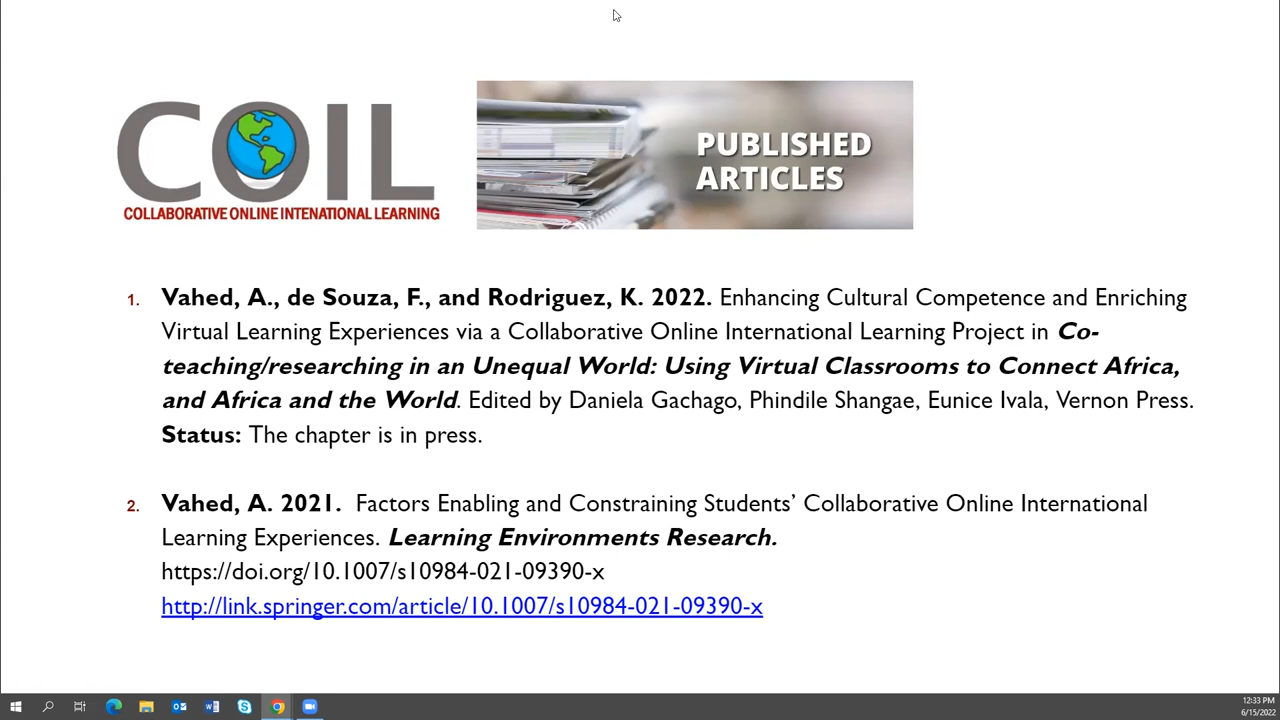 COIL
COLLABORATIVE ONLINE INTENATIONAL LEARNING
PUBLISHED
ARTICLES
1. Vahed, A., de Souza, F., and Rodriguez, K. 2022. Enhancing Cultural Competence and Enriching
Virtual Learning Experiences via a Collaborative Online International Learning Project in Co-
teaching/researching in an Unequal World: Using Virtual Classrooms to Connect Africa,
and Africa and the World. Edited by Daniela Gachago, Phindile Shangae, Eunice Ivala, Vernon Press.
Status: The chapter is in press.
2. Vahed, A. 2021. Factors Enabling and Constraining Students’ Collaborative Online International
Learning Experiences. Learning Environments Research.
https://doi.org/10.1007/s10984-021-09390-x
http://link.springer.com/article/10.1007/s10984-021-09390-x
12:33 PM
6/15/2022